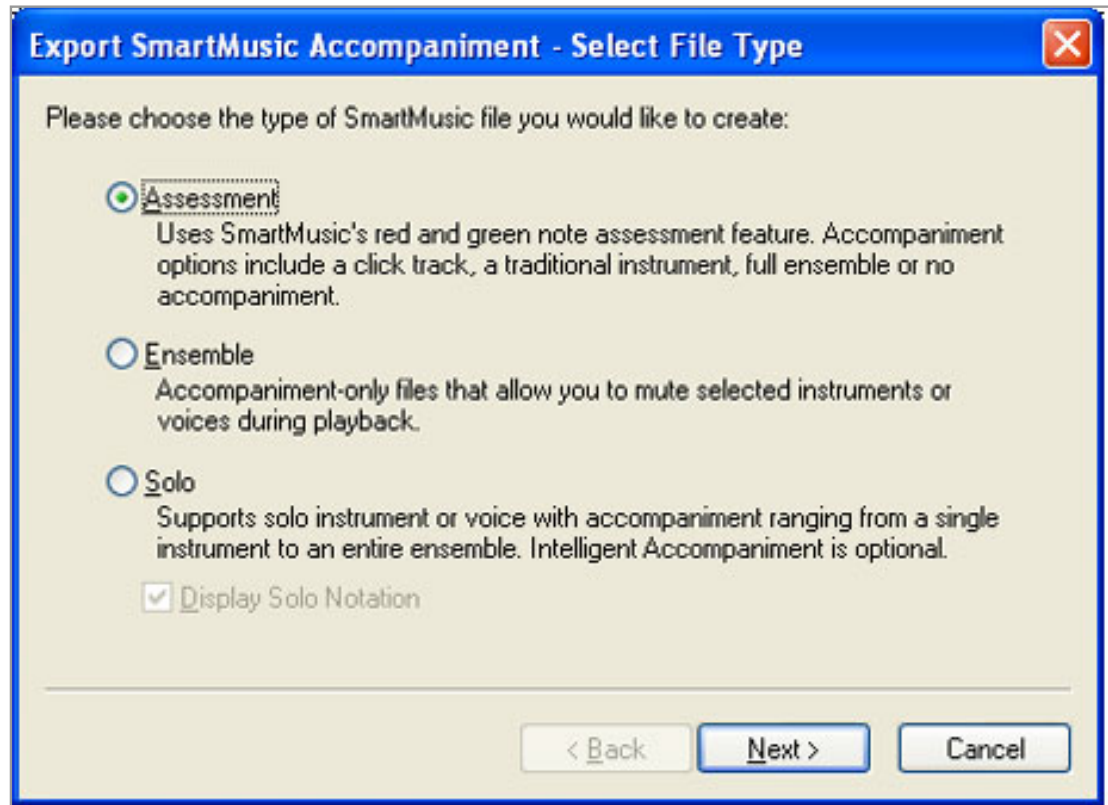 Export SmartMusic Accompaniment - Select File Type
Please choose the type of SmartMusic file you would like to create:
Assessment
Uses SmartMusic's red and green note assessment feature. Accompaniment
options include a click track, a traditional instrument, full ensemble or no
accompaniment.
Ensemble
Accompaniment-only files that allow you to mute selected instruments or
voices during playback.
Solo
Supports solo instrument or voice with accompaniment ranging from a single
instrument to an entire ensemble. Intelligent Accompaniment is optional.
Display Solo Notation
< Back Next > Cancel